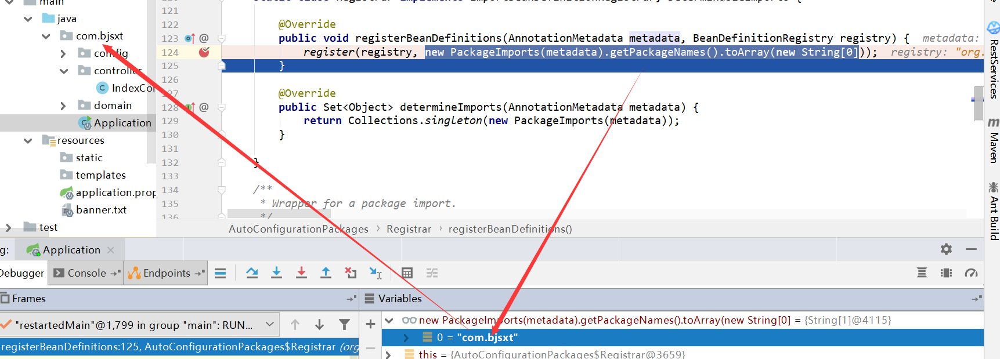 main
java
com.bjsxt
config
controller
IndexCon
domain
Application
resources
static
templates
application.prop
banner.txt
test
121
122 @Override
123 @ public void registerBeanDefinitions(AnnotationMetadata metadata, BeanDefinitionRegistry registry) { metadata:
124 register(registry, new PackageImports(metadata).getPackageNames().toArray(new String[0])); registry: "org.
125 }
126
127 @Override
128 @ public Set<Object> determineImports(AnnotationMetadata metadata) {
129 return Collections.singleton(new PackageImports(metadata));
130 }
131
132 }
133
134 /**
135 * Wrapper for a package import.
136 */
AutoConfigurationPackages › Registrar › registerBeanDefinitions()
RestServices
Maven
Ant Build
g: Application
Debugger Console Endpoints
Frames
Variables
"restartedMain"@1,799 in group "main": RUN...
registerBeanDefinitions:125, AutoConfigurationPackages$Registrar (org
new PackageImports(metadata).getPackageNames().toArray(new String[0] = {String[1]@4115}
0 = "com.bjsxt"
this = {AutoConfigurationPackages$Registrar@3659}